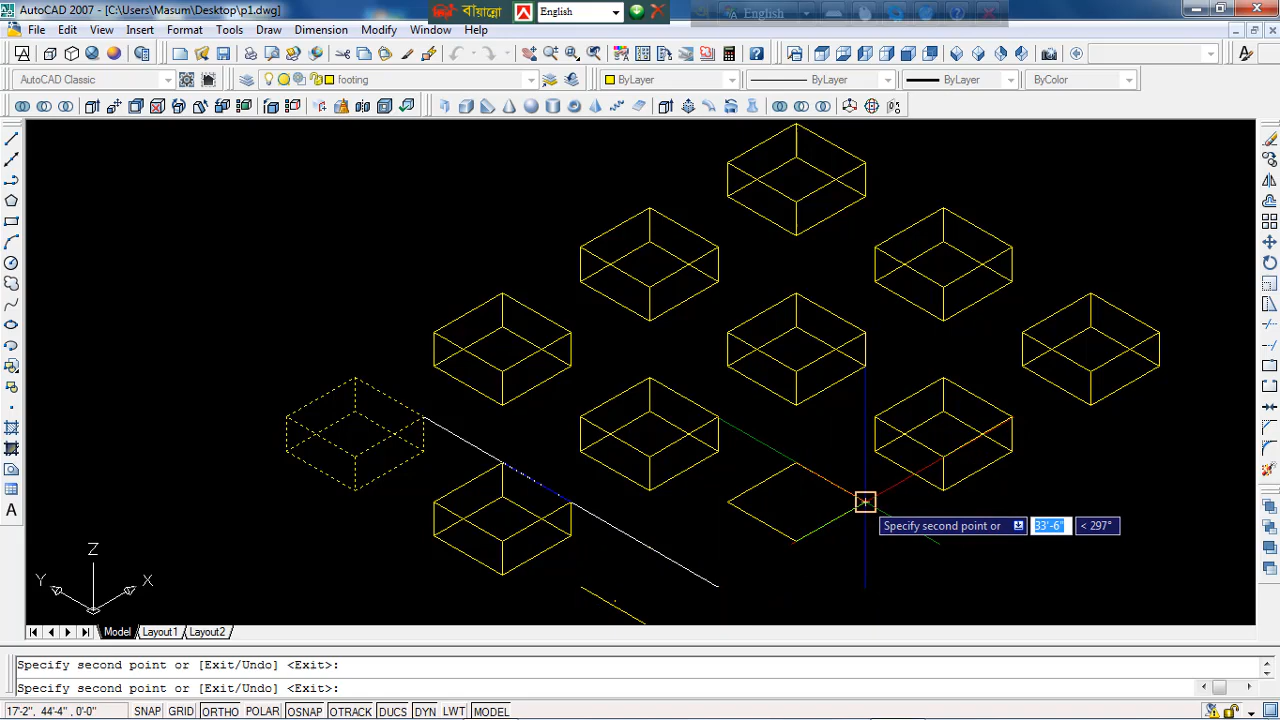 AutoCAD 2007 - [C:\Users\Masum\Desktop\p1.dwg]
বায়ান্নো English
English
File Edit View Insert Format Tools Draw Dimension Modify Window Help
AutoCAD Classic
footing
ByLayer
ByLayer
ByLayer
ByColor
Specify second point or 33'-6" < 297°
Z
Y X
Model Layout1 Layout2
Specify second point or [Exit/Undo] <Exit>:
Specify second point or [Exit/Undo] <Exit>:
17'-2", 44'-4", 0'-0" SNAP GRID ORTHO POLAR OSNAP OTRACK DUCS DYN LWT MODEL